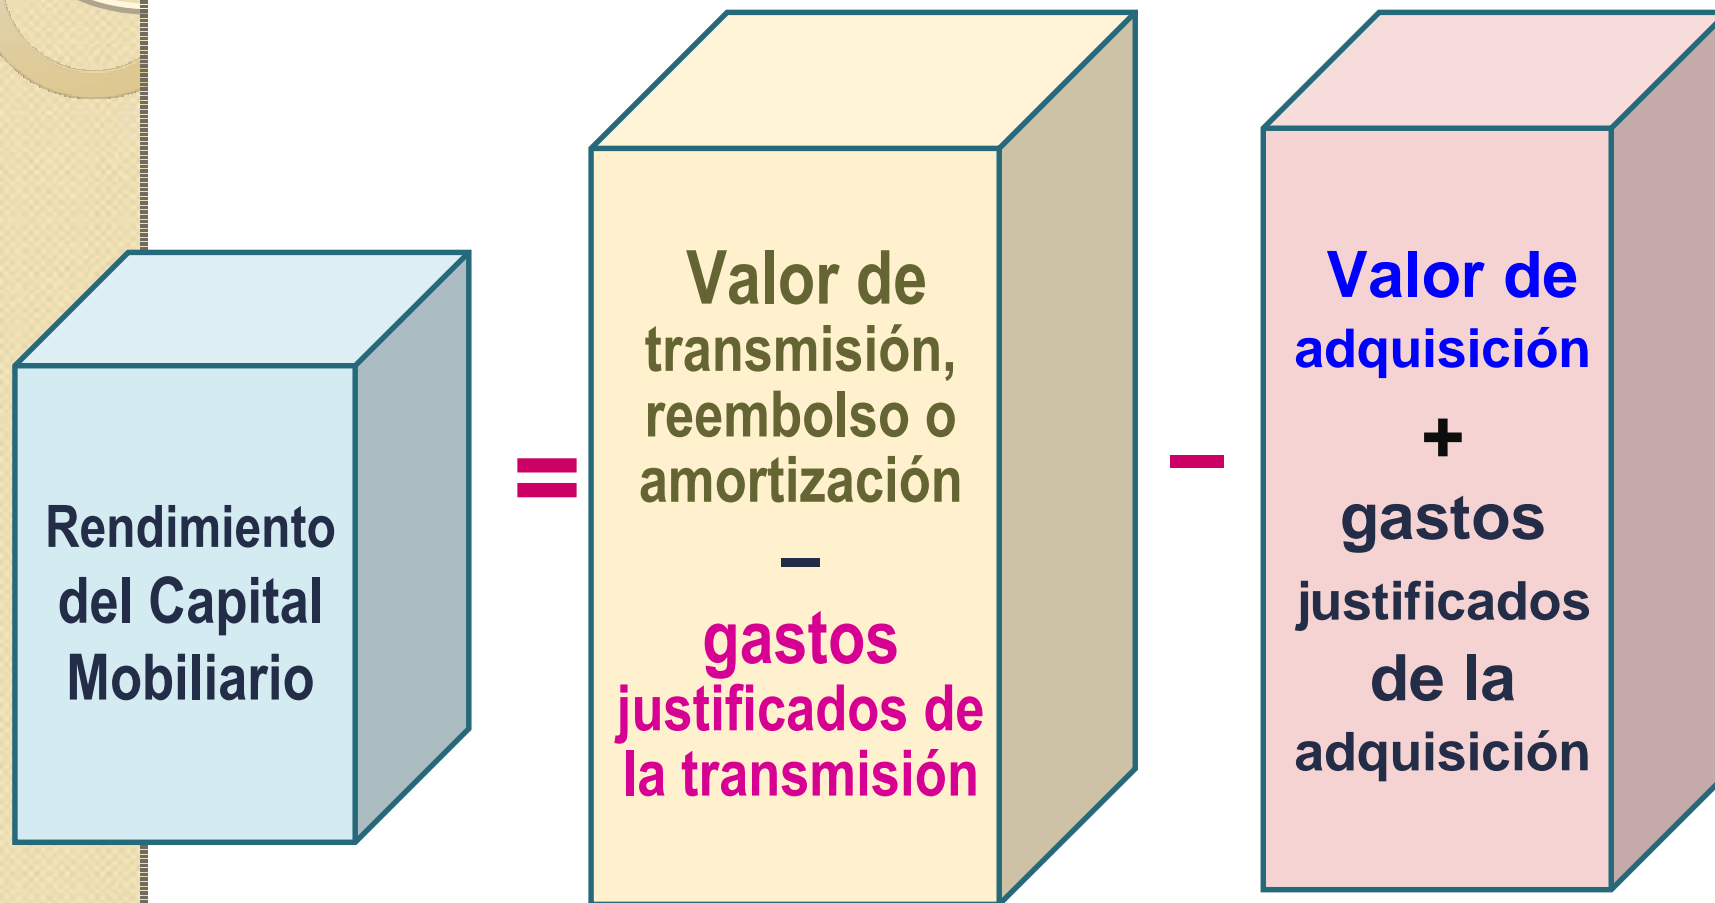 Rendimiento
del Capital
Mobiliario
=
Valor de
transmisión,
reembolso o
amortización
–
gastos
justificados de
la transmisión
–
Valor de
adquisición
+
gastos
justificados
de la
adquisición